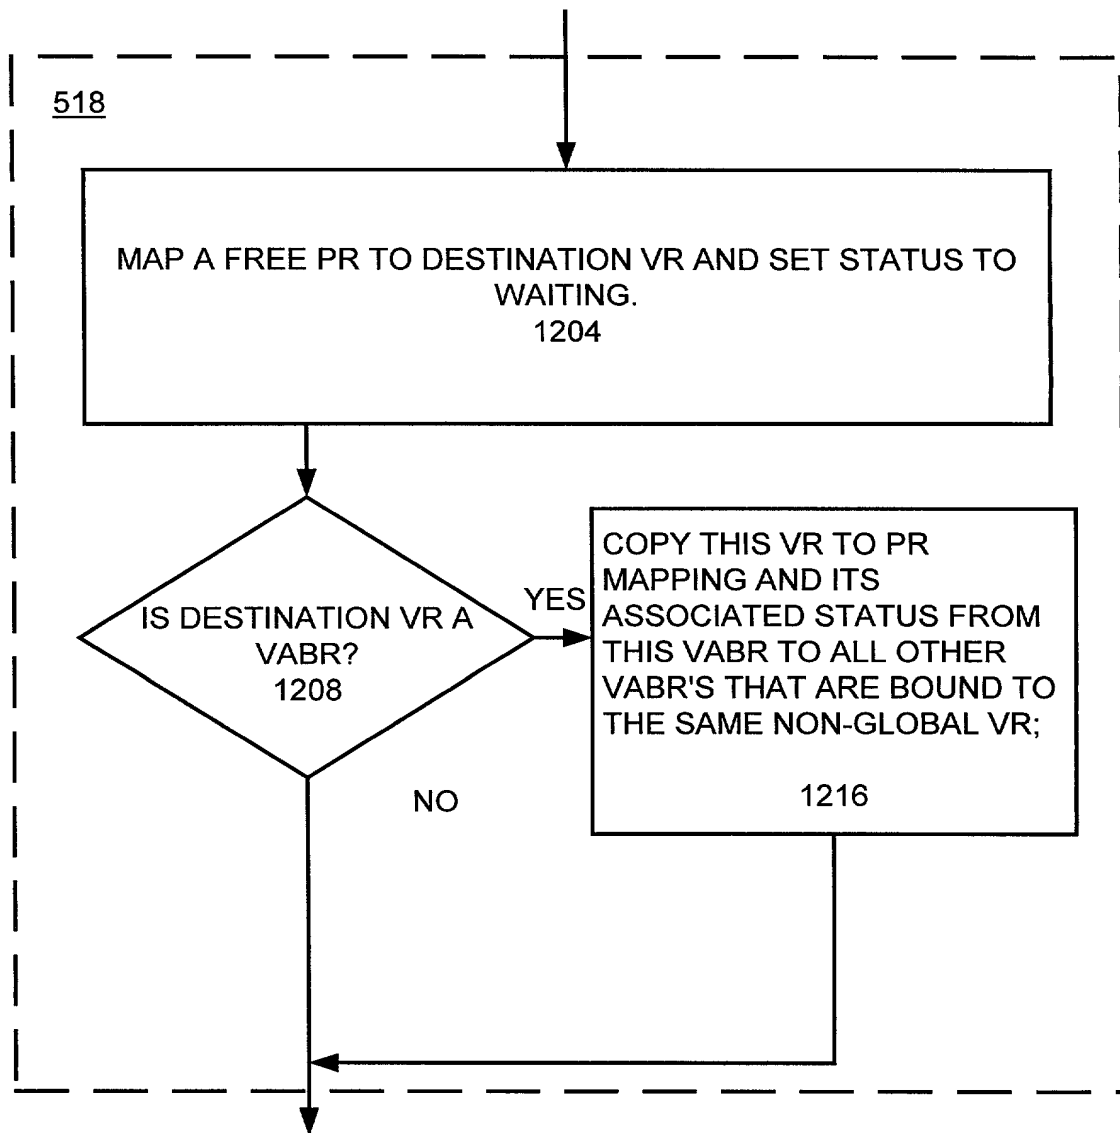 518
MAP A FREE PR TO DESTINATION VR AND SET STATUS TO
WAITING.
1204
IS DESTINATION VR A
VABR?
1208
YES
COPY THIS VR TO PR
MAPPING AND ITS
ASSOCIATED STATUS FROM
THIS VABR TO ALL OTHER
VABR'S THAT ARE BOUND TO
THE SAME NON-GLOBAL VR;
1216
NO